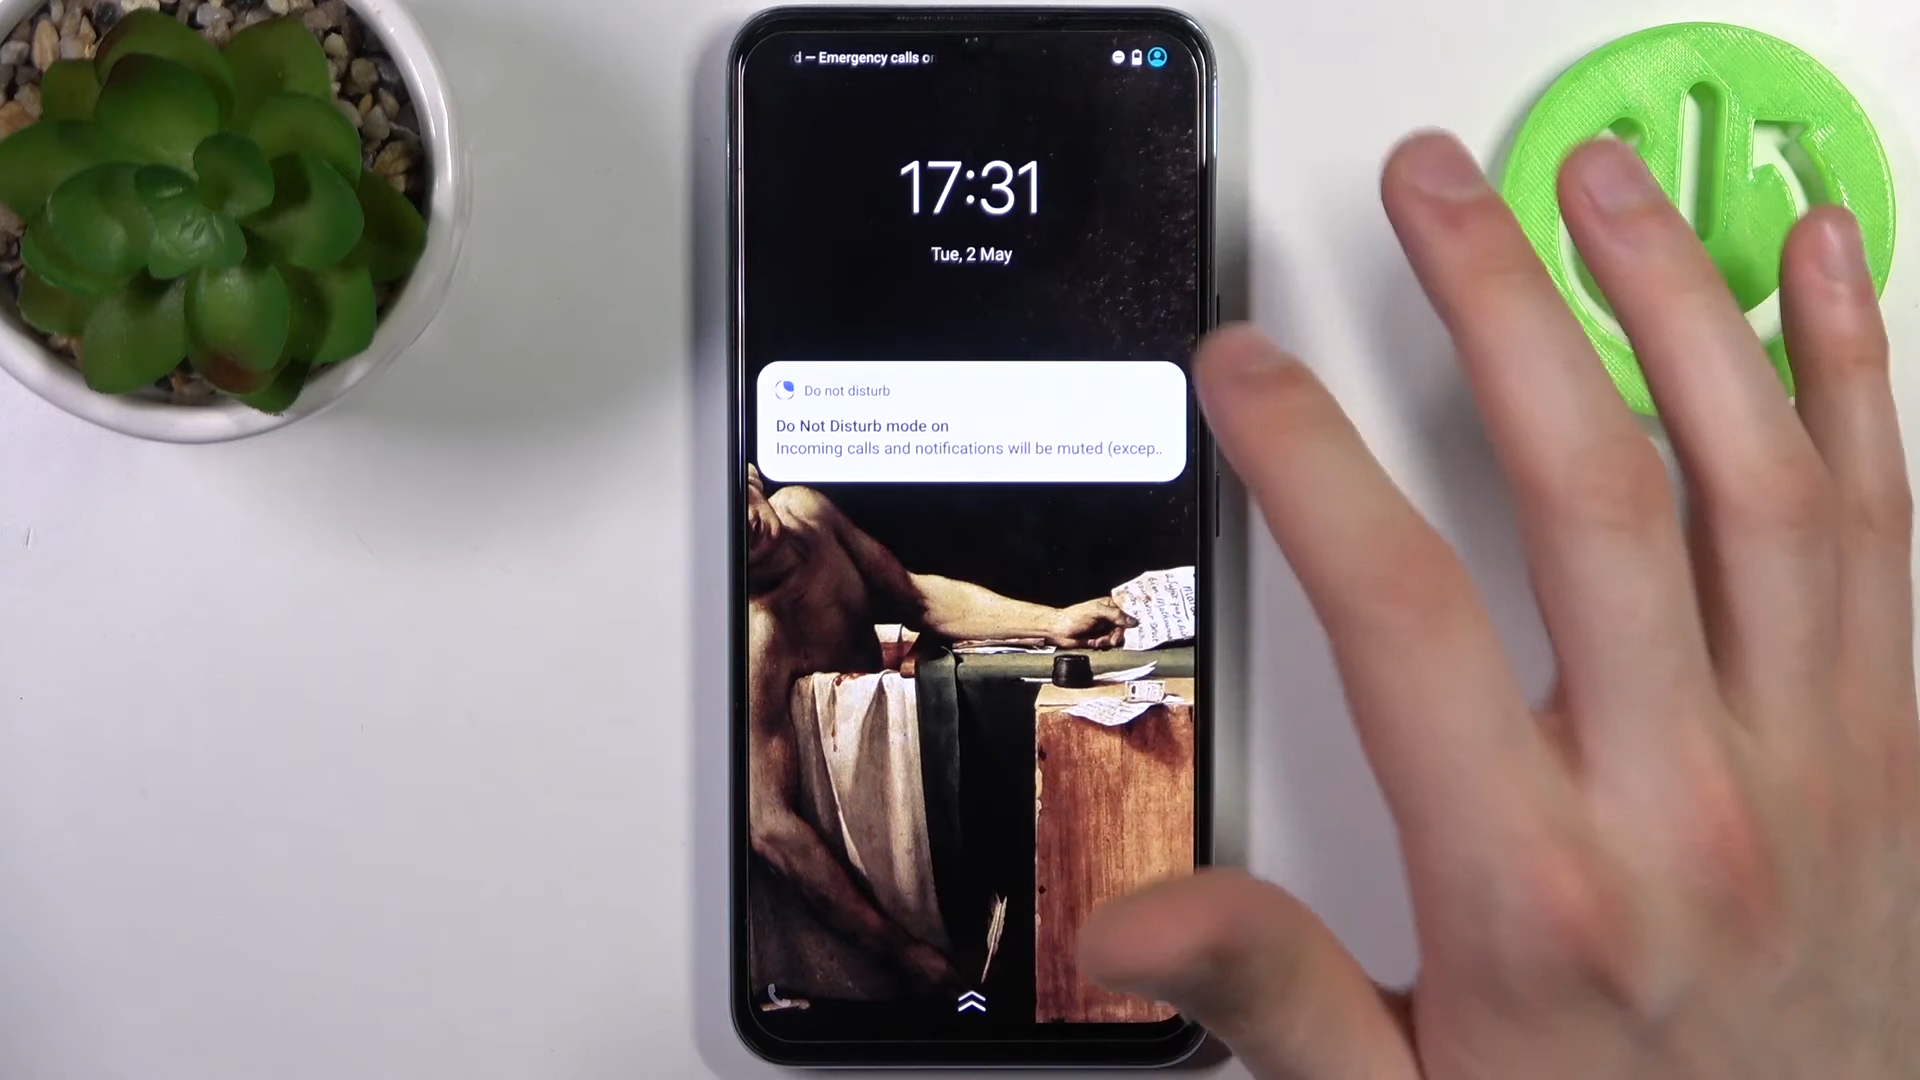 d — Emergency calls o
17:31
Tue, 2 May
Do not disturb
Do Not Disturb mode on
Incoming calls and notifications will be muted (excep..